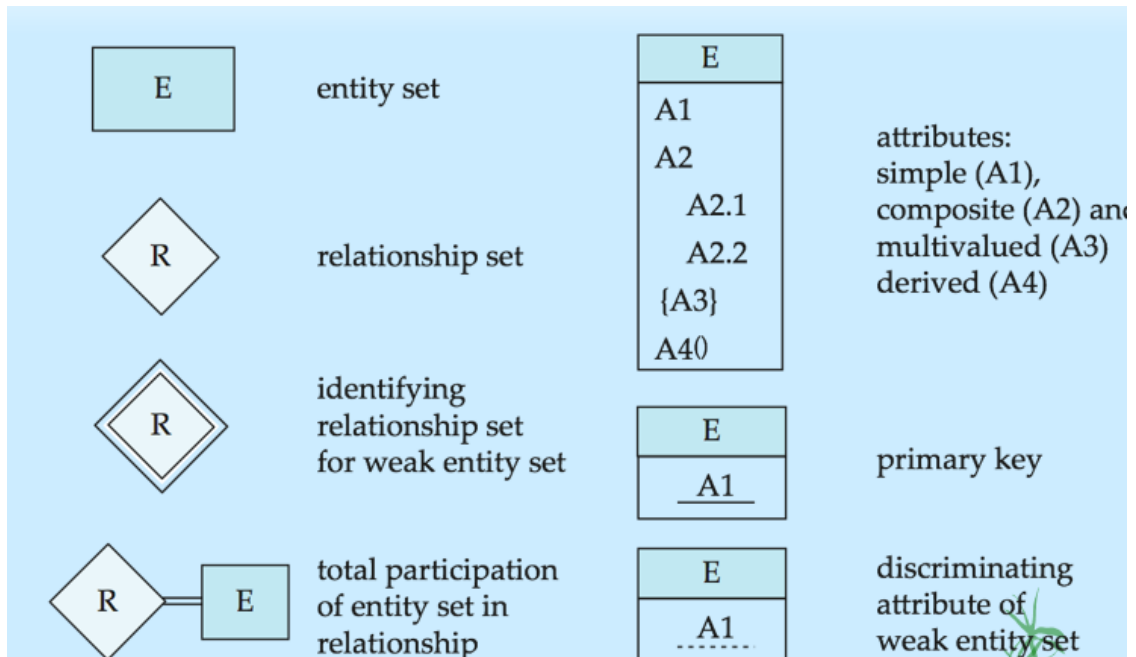 E
entity set
R
relationship set
R
identifying
relationship set
for weak entity set
R
E
total participation
of entity set in
relationship
E
A1
A2
A2.1
A2.2
{A3}
A4()
attributes:
simple (A1),
composite (A2) and
multivalued (A3)
derived (A4)
E
A1
primary key
E
A1
discriminating
attribute of
weak entity set